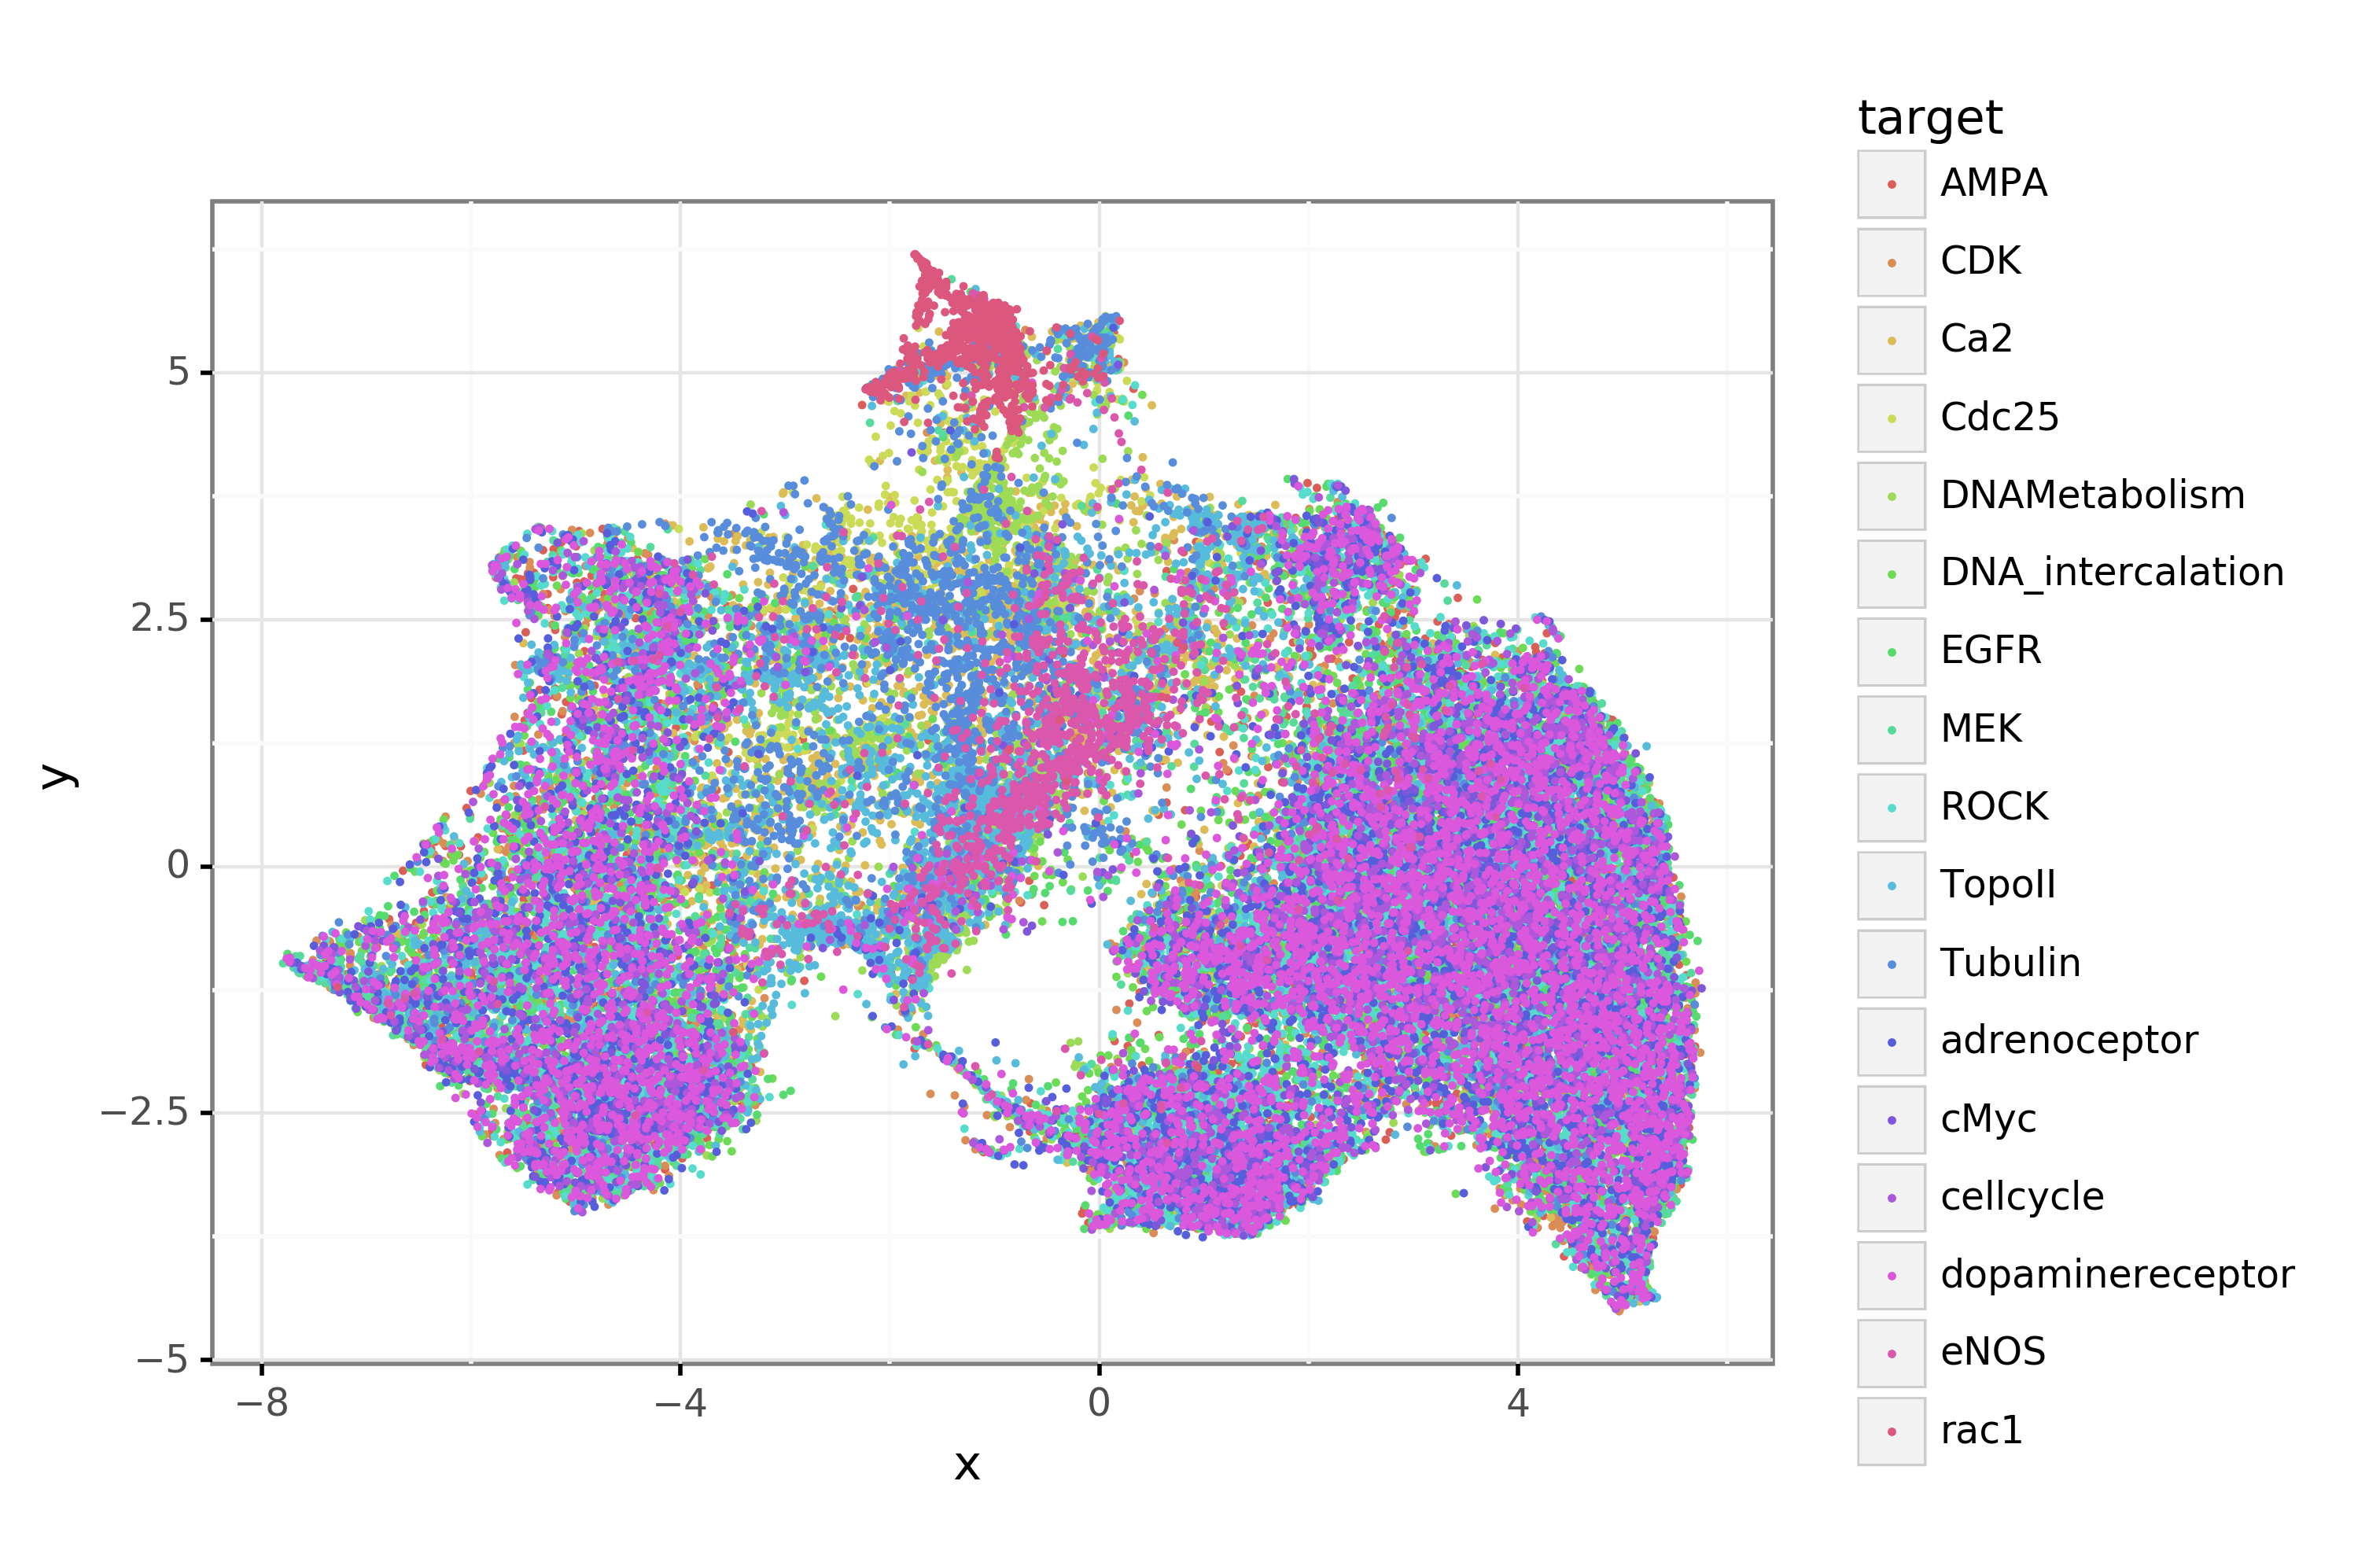 target
AMPA
CDK
Ca2
Cdc25
DNAMetabolism
DNA_intercalation
EGFR
MEK
ROCK
TopoII
Tubulin
adrenoceptor
cMyc
cellcycle
dopaminereceptor
eNOS
rac1
5
2.5
0
−2.5
−5
−8
−4
0
4
x
y